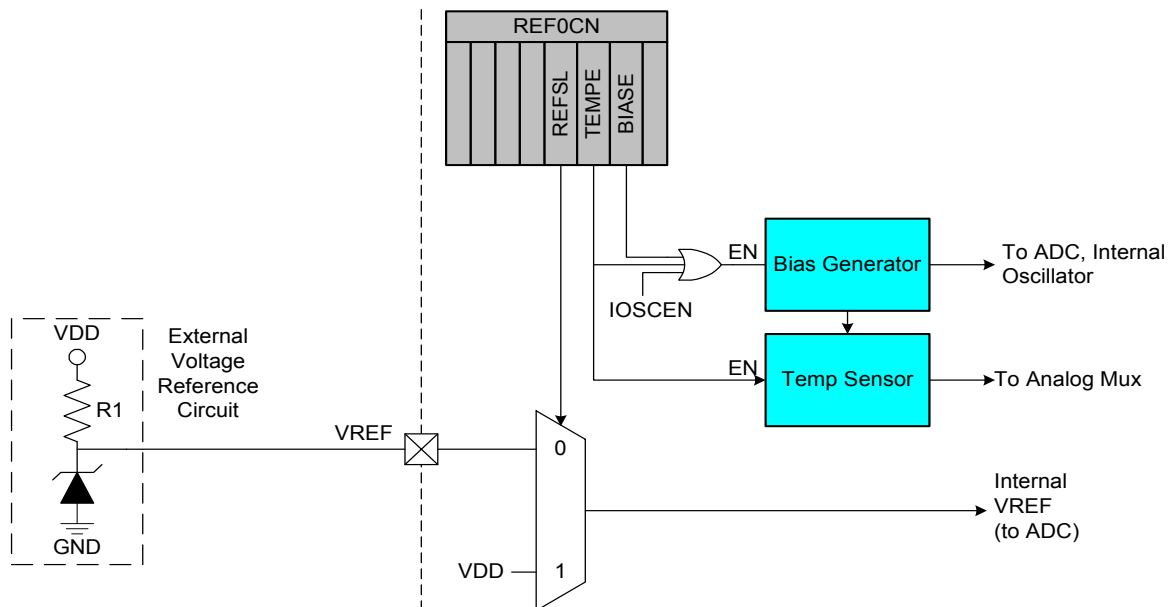 REF0CN
REFSL
TEMPE
BIASE
EN
Bias Generator
To ADC, Internal
Oscillator
IOSCEN
VDD
External
Voltage
Reference
Circuit
R1
EN
Temp Sensor
To Analog Mux
VREF
0
Internal
VREF
(to ADC)
GND
VDD
1